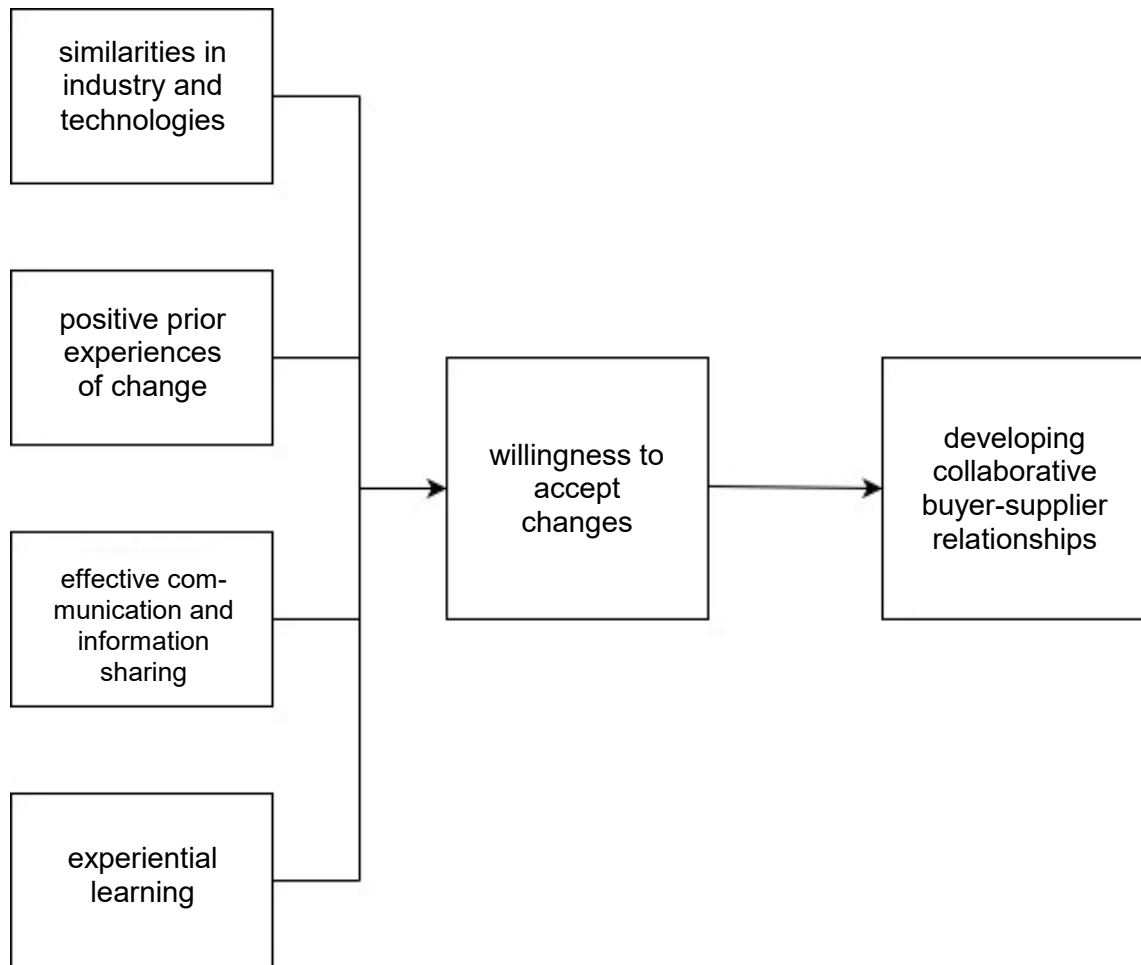 similarities in
industry and
technologies
positive prior
experiences
of change
effective com-
munication and
information
sharing
experiential
learning
willingness to
accept
changes
developing
collaborative
buyer-supplier
relationships